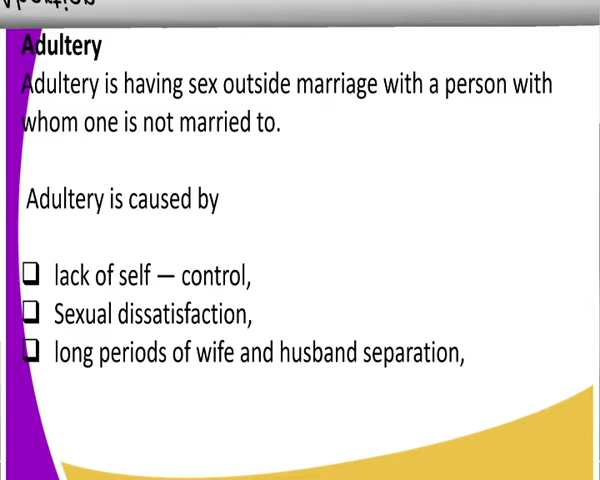 Adultery
Adultery is having sex outside marriage with a person with
whom one is not married to.
Adultery is caused by
❑ lack of self — control,
❑ Sexual dissatisfaction,
❑ long periods of wife and husband separation,